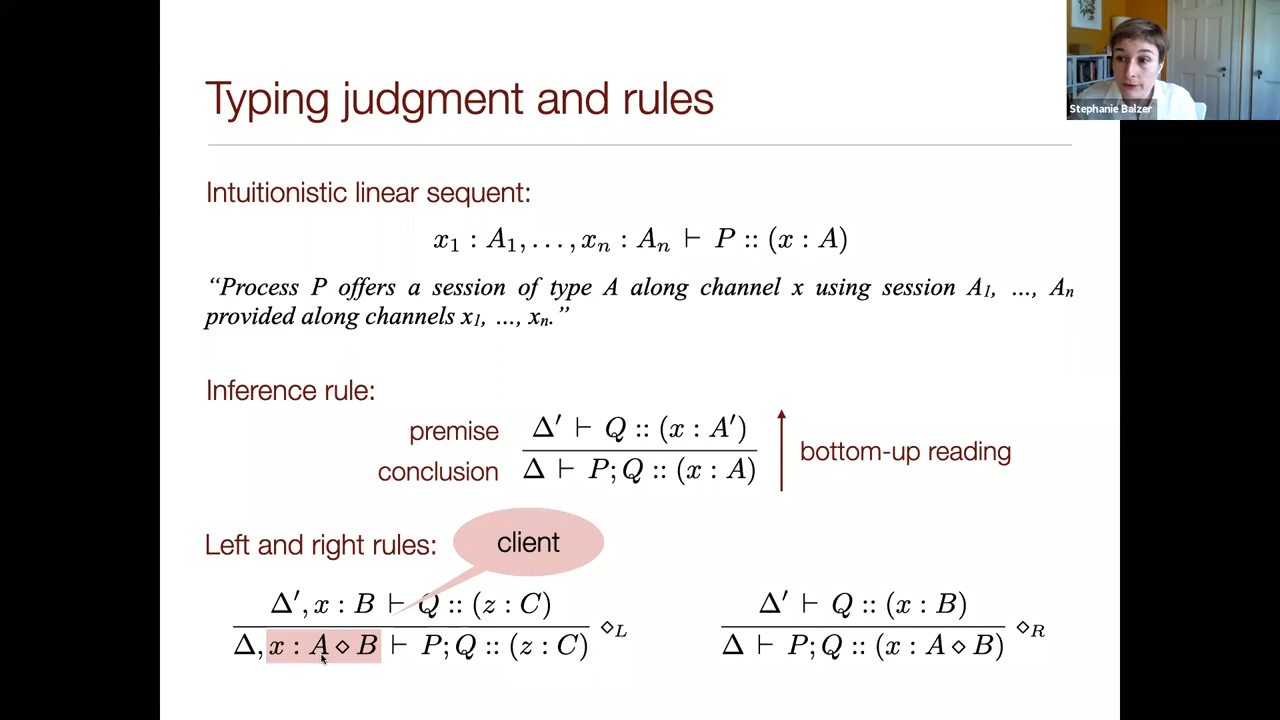 Typing judgment and rules
Stephanie Balzer
Intuitionistic linear sequent:
x₁ : A₁, . . . , xₙ : Aₙ ⊢ P :: (x : A)
“Process P offers a session of type A along channel x using session A₁, ..., Aₙ
provided along channels x₁, ..., xₙ.”
Inference rule:
premise Δ′ ⊢ Q :: (x : A′)
conclusion Δ ⊢ P; Q :: (x : A)
bottom-up reading
Left and right rules:
client
Δ′, x : B ⊢ Q :: (z : C)
Δ, x : A ⋄ B ⊢ P; Q :: (z : C) ⋄L
Δ′ ⊢ Q :: (x : B)
Δ ⊢ P; Q :: (x : A ⋄ B) ⋄R